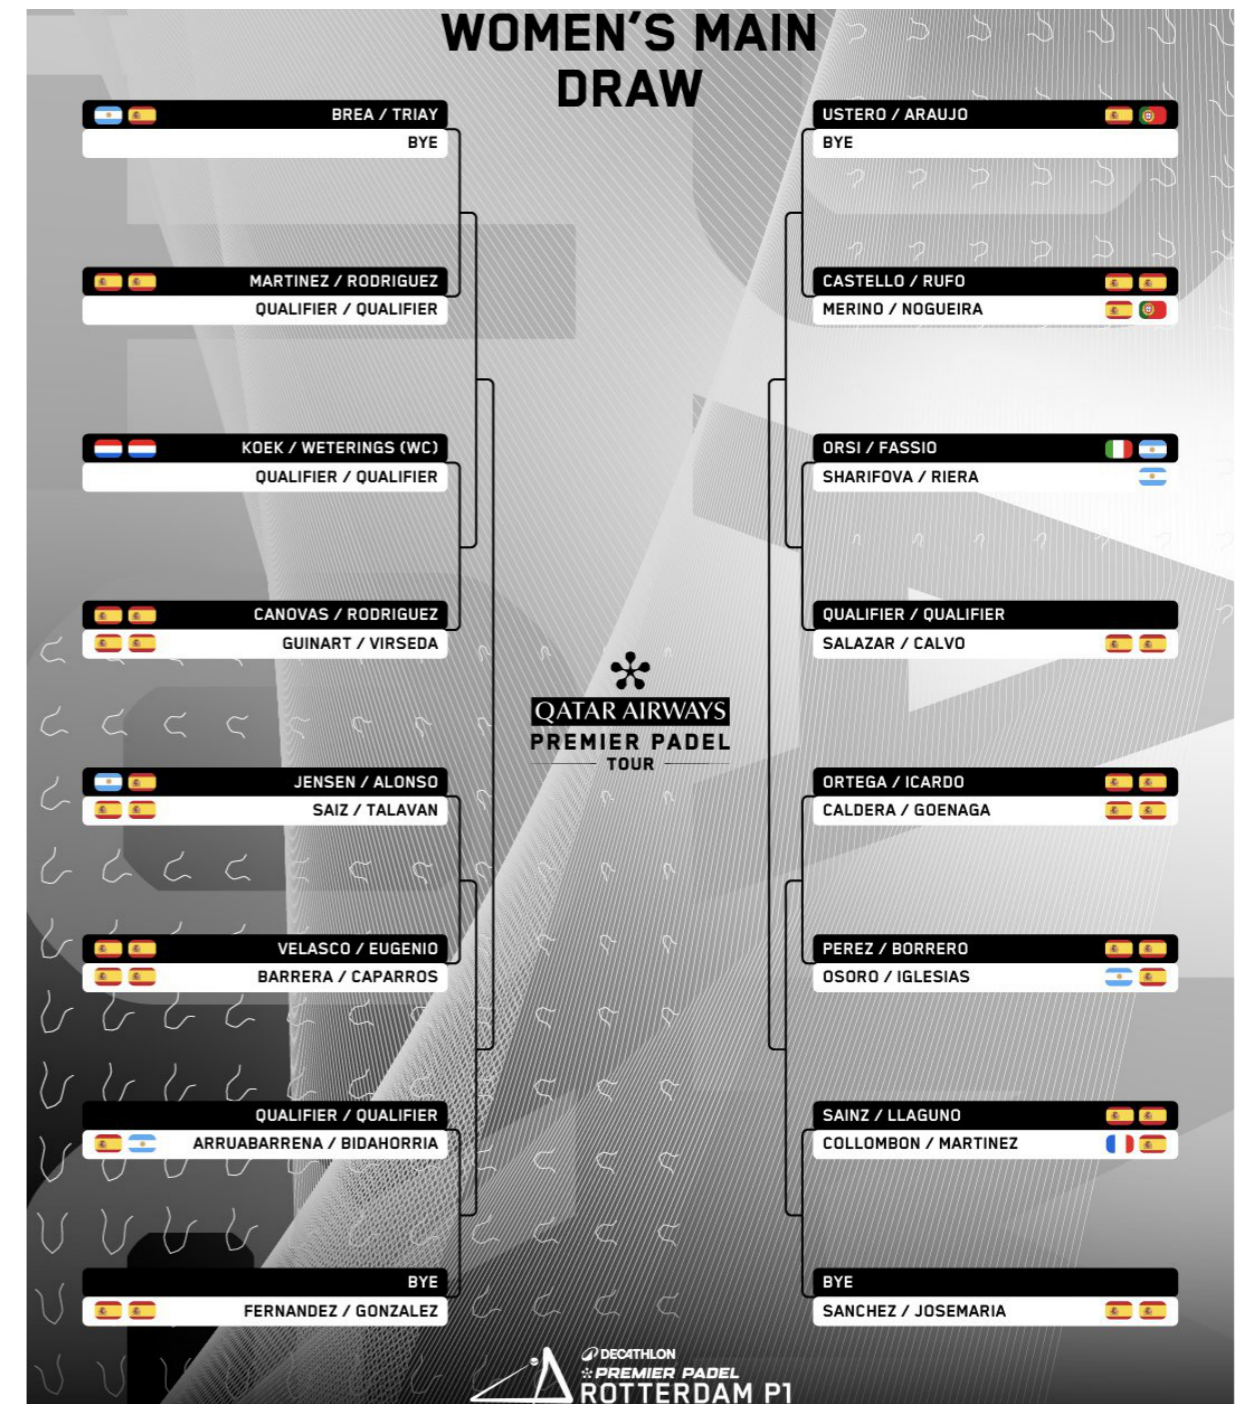 WOMEN'S MAIN
DRAW
BREA / TRIAY
BYE
MARTINEZ / RODRIGUEZ
QUALIFIER / QUALIFIER
KOEK / WETERINGS (WC)
QUALIFIER / QUALIFIER
CANOVAS / RODRIGUEZ
GUINART / VIRSEDA
JENSEN / ALONSO
SAIZ / TALAVAN
VELASCO / EUGENIO
BARRERA / CAPARROS
QUALIFIER / QUALIFIER
ARRUABARRENA / BIDAHORRIA
BYE
FERNANDEZ / GONZALEZ
USTERO / ARAUJO
BYE
CASTELLO / RUFO
MERINO / NOGUEIRA
ORSI / FASSIO
SHARIFOVA / RIERA
QUALIFIER / QUALIFIER
SALAZAR / CALVO
ORTEGA / ICARDO
CALDERA / GOENAGA
PEREZ / BORRERO
OSORO / IGLESIAS
SAINZ / LLAGUNO
COLLOMBON / MARTINEZ
BYE
SANCHEZ / JOSEMARIA
QATAR AIRWAYS
PREMIER PADEL
TOUR
DECATHLON
PREMIER PADEL
ROTTERDAM P1